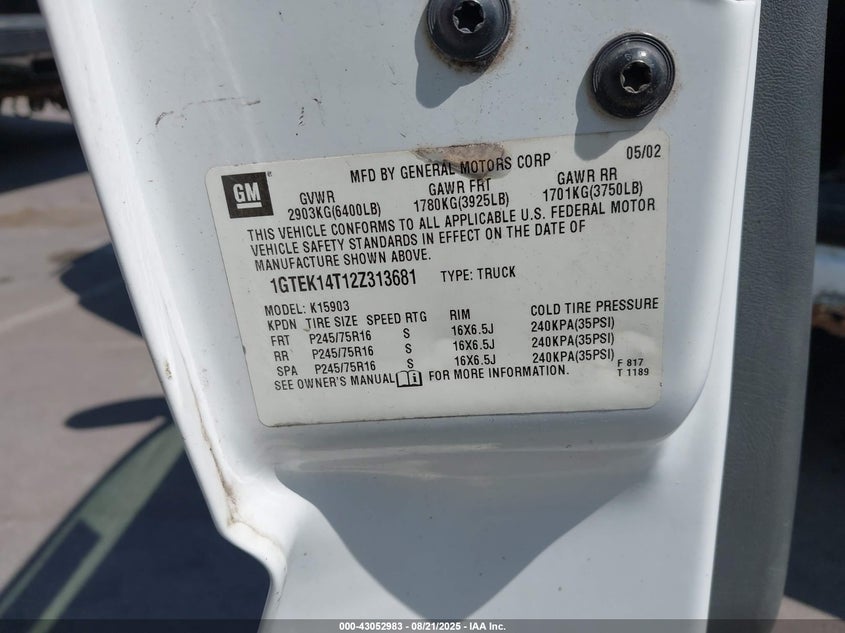 MFD BY GENERAL MOTORS CORP 05/02
GM
GVWR GAWR FRT GAWR RR
2903KG(6400LB) 1780KG(3925LB) 1701KG(3750LB)
THIS VEHICLE CONFORMS TO ALL APPLICABLE U.S. FEDERAL MOTOR
VEHICLE SAFETY STANDARDS IN EFFECT ON THE DATE OF
MANUFACTURE SHOWN ABOVE.
1GTEK14T12Z313681 TYPE: TRUCK
MODEL: K15903
KPDN TIRE SIZE SPEED RTG RIM COLD TIRE PRESSURE
FRT P245/75R16 S 16X6.5J 240KPA(35PSI)
RR P245/75R16 S 16X6.5J 240KPA(35PSI)
SPA P245/75R16 S 16X6.5J 240KPA(35PSI)
SEE OWNER'S MANUAL FOR MORE INFORMATION.
F 817
T 1189
000-43052983 - 08/21/2025 - IAA Inc.